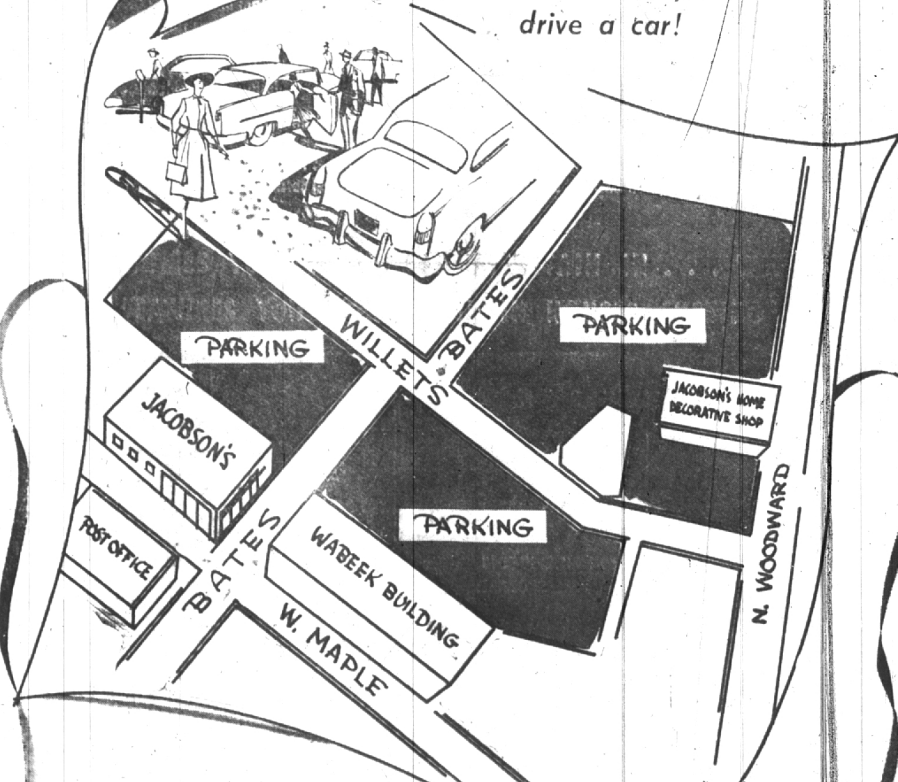 drive a car!
BATES
WILLETS
PARKING
PARKING
JACOBSON'S
JACOBSON'S HOME
DECORATIVE SHOP
PARKING
POST OFFICE
BATES
WABEEK BUILDING
W. MAPLE
N. WOODWARD